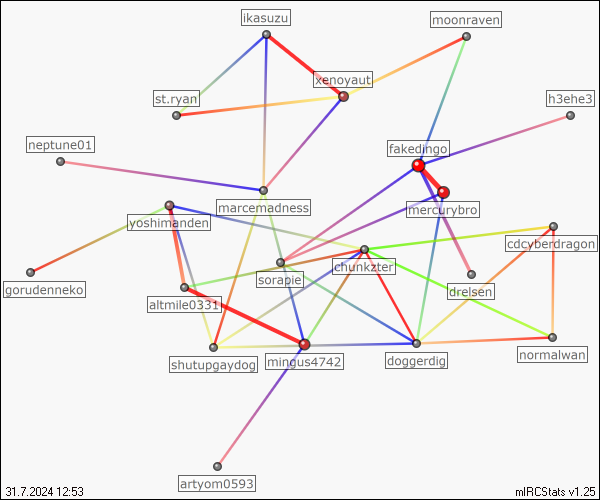 ikasuzu
moonraven
xenoyaut
st.ryan
h3ehe3
neptune01
fakedingo
marcemadness
mercurybro
yoshimanden
cdcyberdragon
chunkzter
sorapie
gorudenneko
drelsen
altmile0331
normalwan
mingus4742
doggerdig
shutupgaydog
artyom0593
31.7.2024 12:53
mIRCStats v1.25